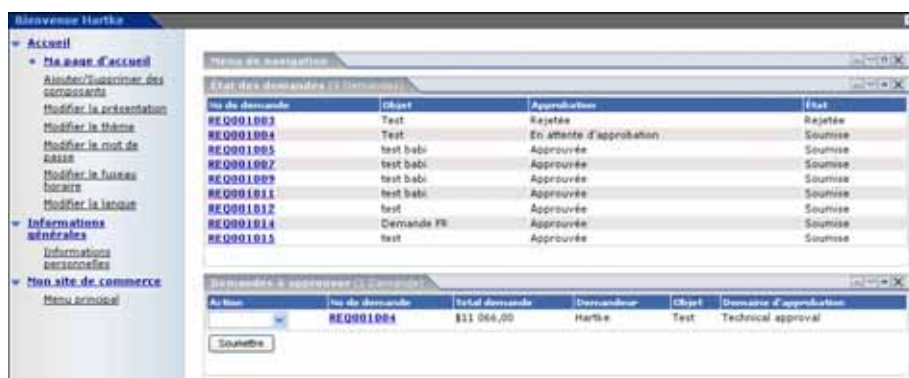 Bienvenue Hartke
Accueil
Ma page d'accueil
Ajouter/Supprimer des
composants
Modifier la présentation
Modifier le thème
Modifier le mot de
passe
Modifier le fuseau
horaire
Modifier la langue
Informations
générales
Informations
personnelles
Mon site de commerce
Menu principal
Menu de navigation
État des demandes
No de demande Objet Approbation État
REQ001003 Test Rejetée Rejetée
REQ001004 Test En attente d'approbation Soumise
REQ001005 test babi Approuvée Soumise
REQ001007 test babi Approuvée Soumise
REQ001009 test babi Approuvée Soumise
REQ001011 test babi Approuvée Soumise
REQ001012 test Approuvée Soumise
REQ001014 Demande FR Approuvée Soumise
REQ001015 test Approuvée Soumise
Demandes à approuver
Action No de demande Total demande Demandeur Objet Domaine d'approbation
REQ001004 $11 066,00 Hartke Test Technical approval
Soumettre